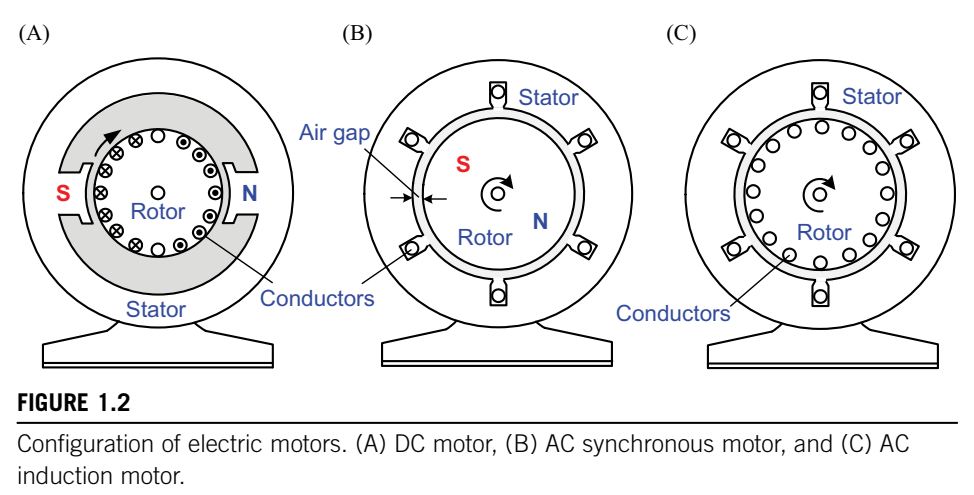 (A)
S
Rotor
N
Stator
(B)
Stator
Air gap
S
N
Rotor
Conductors
(C)
Stator
Rotor
Conductors
FIGURE 1.2
Configuration of electric motors. (A) DC motor, (B) AC synchronous motor, and (C) AC
induction motor.